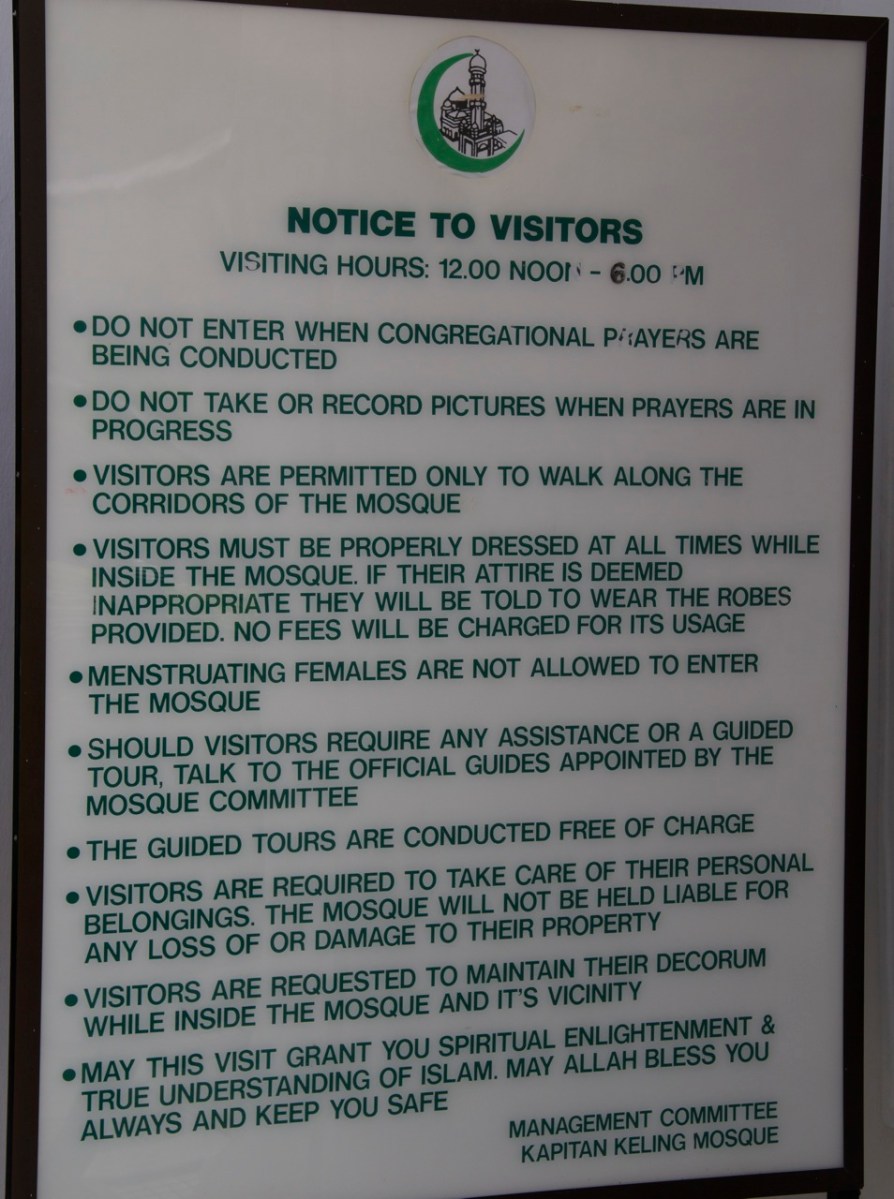 NOTICE TO VISITORS
VISITING HOURS: 12.00 NOON - 6.00 PM
• DO NOT ENTER WHEN CONGREGATIONAL PRAYERS ARE
BEING CONDUCTED
• DO NOT TAKE OR RECORD PICTURES WHEN PRAYERS ARE IN
PROGRESS
• VISITORS ARE PERMITTED ONLY TO WALK ALONG THE
CORRIDORS OF THE MOSQUE
• VISITORS MUST BE PROPERLY DRESSED AT ALL TIMES WHILE
INSIDE THE MOSQUE. IF THEIR ATTIRE IS DEEMED
INAPPROPRIATE THEY WILL BE TOLD TO WEAR THE ROBES
PROVIDED. NO FEES WILL BE CHARGED FOR ITS USAGE
• MENSTRUATING FEMALES ARE NOT ALLOWED TO ENTER
THE MOSQUE
• SHOULD VISITORS REQUIRE ANY ASSISTANCE OR A GUIDED
TOUR, TALK TO THE OFFICIAL GUIDES APPOINTED BY THE
MOSQUE COMMITTEE
• THE GUIDED TOURS ARE CONDUCTED FREE OF CHARGE
• VISITORS ARE REQUIRED TO TAKE CARE OF THEIR PERSONAL
BELONGINGS. THE MOSQUE WILL NOT BE HELD LIABLE FOR
ANY LOSS OF OR DAMAGE TO THEIR PROPERTY
• VISITORS ARE REQUESTED TO MAINTAIN THEIR DECORUM
WHILE INSIDE THE MOSQUE AND IT'S VICINITY
• MAY THIS VISIT GRANT YOU SPIRITUAL ENLIGHTENMENT &
TRUE UNDERSTANDING OF ISLAM. MAY ALLAH BLESS YOU
ALWAYS AND KEEP YOU SAFE
MANAGEMENT COMMITTEE
KAPITAN KELING MOSQUE